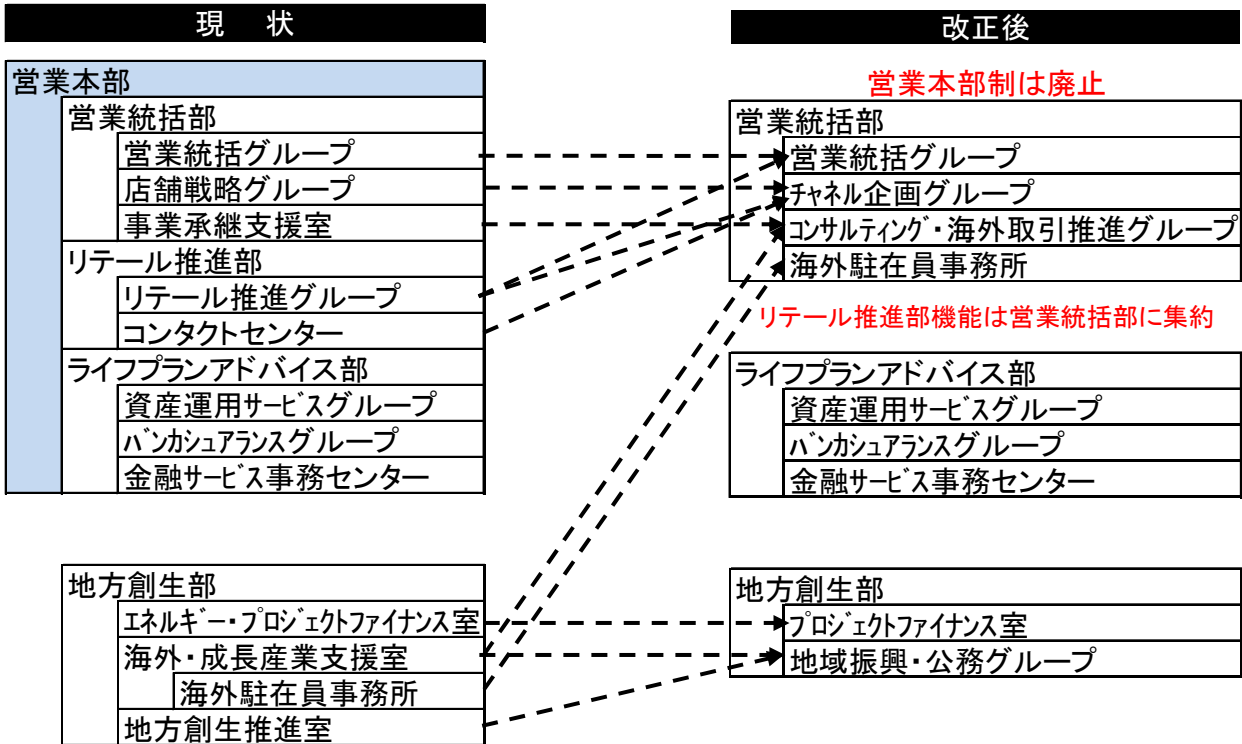 現　状
営業本部
営業統括部
営業統括グループ
店舗戦略グループ
事業承継支援室
リテール推進部
リテール推進グループ
コンタクトセンター
ライフプランアドバイス部
資産運用ｻｰﾋﾞｽグループ
ﾊﾞﾝｶｼｭｱﾗﾝｽグループ
金融ｻｰﾋﾞｽ事務センター
地方創生部
ｴﾈﾙｷﾞｰ・ﾌﾟﾛｼﾞｪｸﾄﾌｧｲﾅﾝｽ室
海外・成長産業支援室
海外駐在員事務所
地方創生推進室
改正後
営業本部制は廃止
営業統括部
営業統括グループ
ﾁｬﾈﾙ企画グループ
ｺﾝｻﾙﾃｨﾝｸﾞ・海外取引推進グループ
海外駐在員事務所
リテール推進部機能は営業統括部に集約
ライフプランアドバイス部
資産運用ｻｰﾋﾞｽグループ
ﾊﾞﾝｶｼｭｱﾗﾝｽグループ
金融ｻｰﾋﾞｽ事務センター
地方創生部
ﾌﾟﾛｼﾞｪｸﾄﾌｧｲﾅﾝｽ室
地域振興・公務グループ